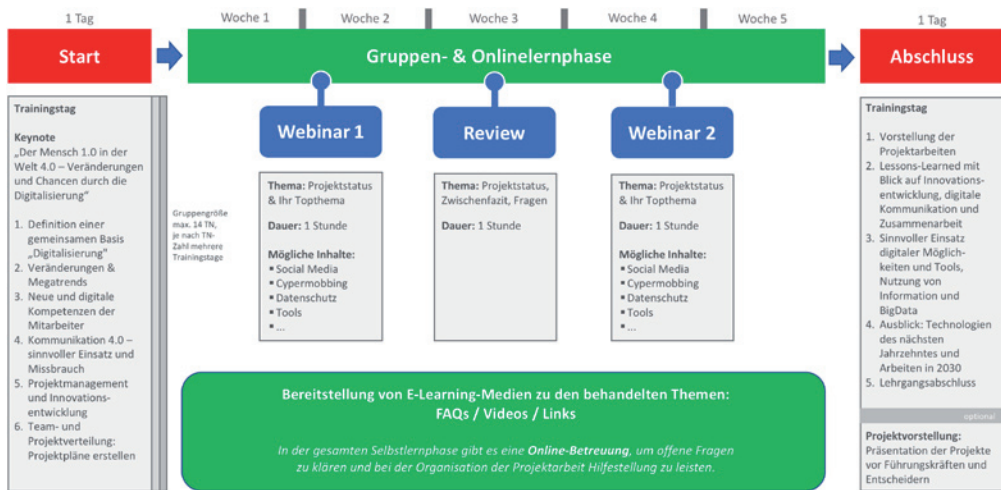 1 Tag
Woche 1
Woche 2
Woche 3
Woche 4
Woche 5
1 Tag
Start
Gruppen- & Onlinelernphase
Abschluss
Trainingstag
Keynote
„Der Mensch 1.0 in der
Welt 4.0 – Veränderungen
und Chancen durch die
Digitalisierung"
1. Definition einer
gemeinsamen Basis
„Digitalisierung"
2. Veränderungen &
Megatrends
3. Neue und digitale
Kompetenzen der
Mitarbeiter
4. Kommunikation 4.0 –
sinnvoller Einsatz und
Missbrauch
5. Projektmanagement
und Innovations-
entwicklung
6. Team- und
Projektverteilung:
Projektpläne erstellen
Gruppengröße
max. 14 TN,
je nach TN-
Zahl mehrere
Trainingstage
Webinar 1
Thema: Projektstatus
& Ihr Topthema
Dauer: 1 Stunde
Mögliche Inhalte:
▪ Social Media
▪ Cypermobbing
▪ Datenschutz
▪ Tools
▪ ...
Review
Thema: Projektstatus,
Zwischenfazit, Fragen
Dauer: 1 Stunde
Webinar 2
Thema: Projektstatus
& Ihr Topthema
Dauer: 1 Stunde
Mögliche Inhalte:
▪ Social Media
▪ Cypermobbing
▪ Datenschutz
▪ Tools
▪ ...
Bereitstellung von E-Learning-Medien zu den behandelten Themen:
FAQs / Videos / Links
In der gesamten Selbstlernphase gibt es eine Online-Betreuung, um offene Fragen
zu klären und bei der Organisation der Projektarbeit Hilfestellung zu leisten.
Trainingstag
1. Vorstellung der
Projektarbeiten
2. Lessons-Learned mit
Blick auf Innovations-
entwicklung, digitale
Kommunikation und
Zusammenarbeit
3. Sinnvoller Einsatz
digitaler Möglich-
keiten und Tools,
Nutzung von
Information und
BigData
4. Ausblick: Technologien
des nächsten
Jahrzehntes und
Arbeiten in 2030
5. Lehrgangsabschluss
optional
Projektvorstellung:
Präsentation der Projekte
vor Führungskräften und
Entscheidern